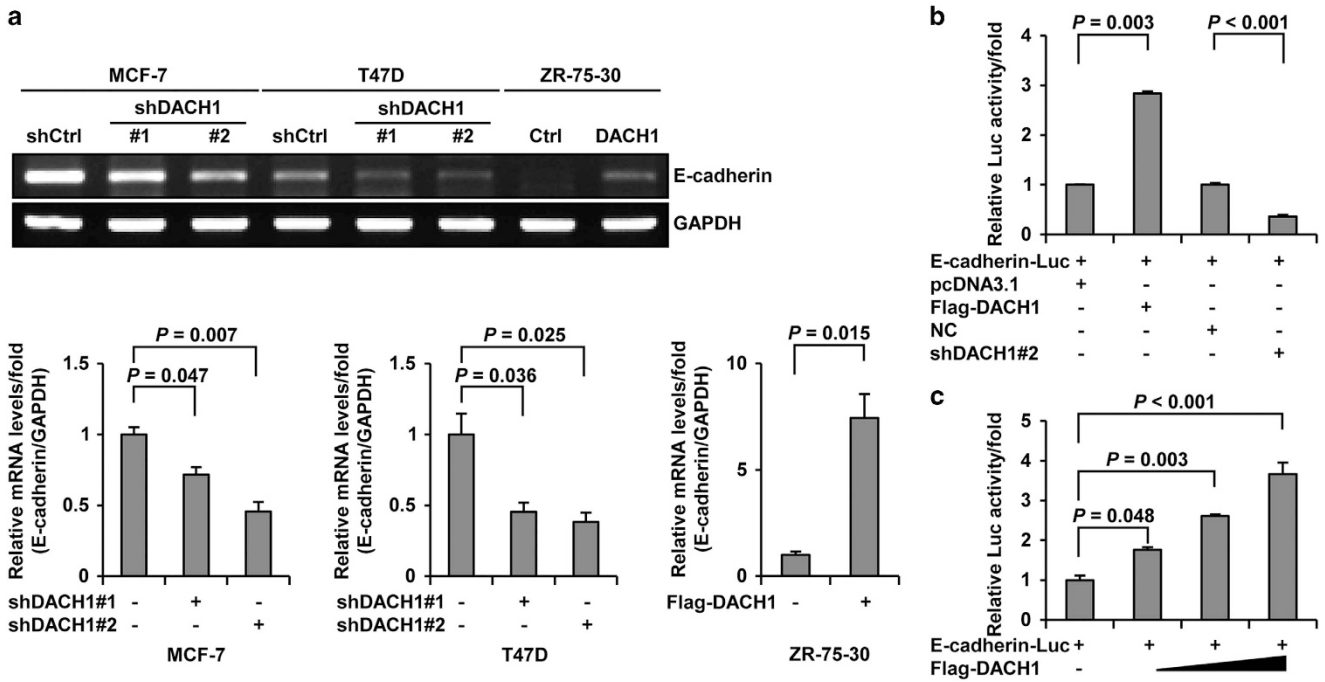 a
MCF-7 T47D ZR-75-30
shDACH1 shDACH1
shCtrl #1 #2 shCtrl #1 #2 Ctrl DACH1
E-cadherin
GAPDH
Relative mRNA levels/fold
(E-cadherin/GAPDH)
1.5
1
0.5
0
P = 0.007
P = 0.047
shDACH1#1 - + -
shDACH1#2 - - +
MCF-7
Relative mRNA levels/fold
(E-cadherin/GAPDH)
1.5
1
0.5
0
P = 0.025
P = 0.036
shDACH1#1 - + -
shDACH1#2 - - +
T47D
Relative mRNA levels/fold
(E-cadherin/GAPDH)
10
5
0
P = 0.015
Flag-DACH1 - +
ZR-75-30
b
Relative Luc activity/fold
4
3
2
1
0
P = 0.003 P < 0.001
E-cadherin-Luc + + + +
pcDNA3.1 + - - -
Flag-DACH1 - + - -
NC - - + -
shDACH1#2 - - - +
c
Relative Luc activity/fold
5
4
3
2
1
0
P < 0.001
P = 0.003
P = 0.048
E-cadherin-Luc + + + +
Flag-DACH1 -